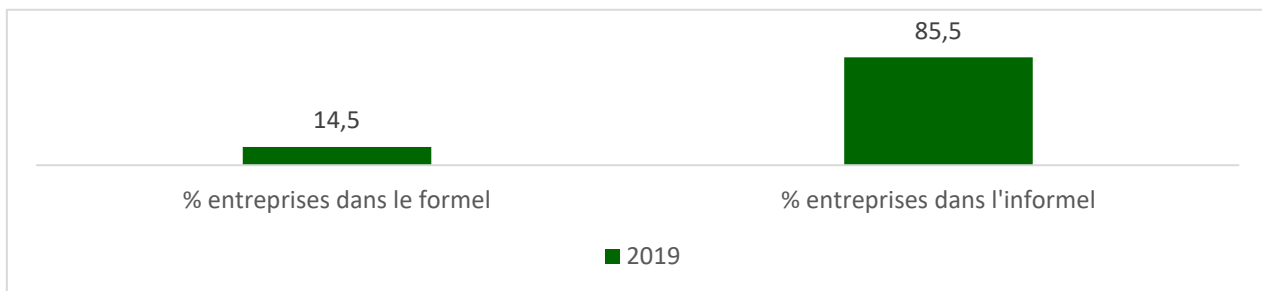 85,5
14,5
% entreprises dans le formel
% entreprises dans l'informel
2019